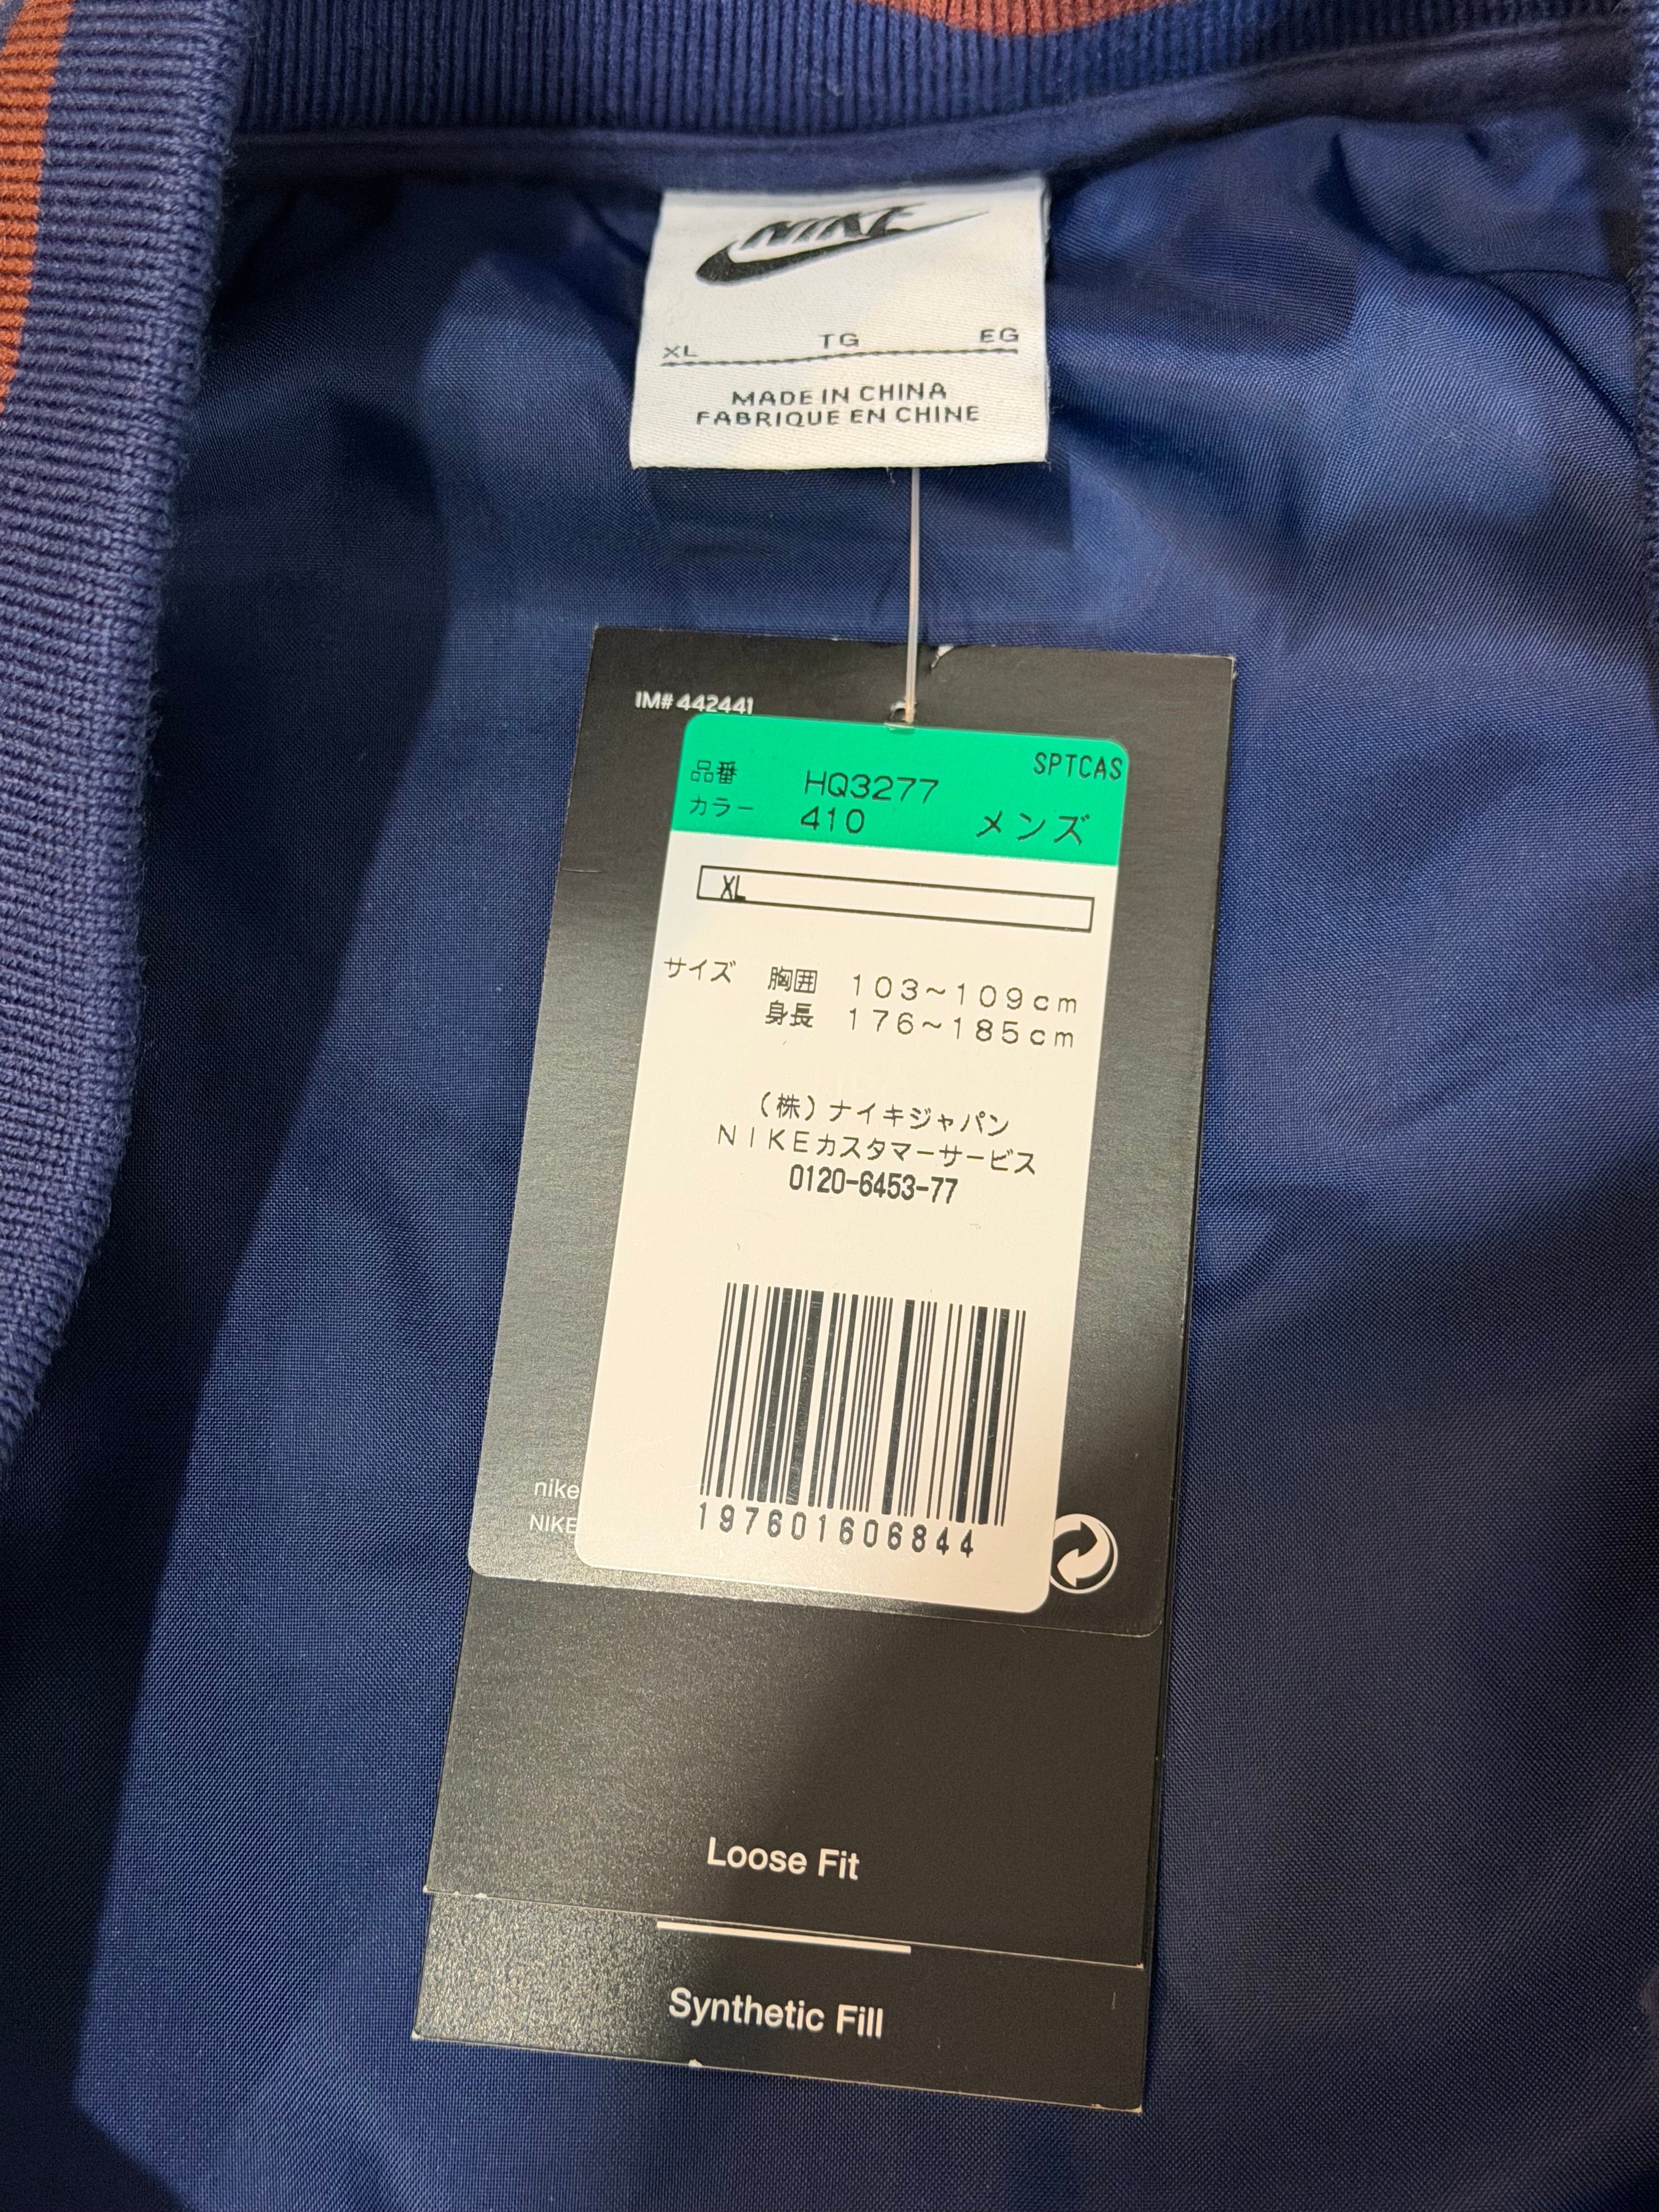 NIKE
XL TG EG
MADE IN CHINA
FABRIQUE EN CHINE
IM# 442441
SPTCAS
品番 HQ3277
カラー 410 メンズ
XL
サイズ 胸囲 103~109cm
身長 176~185cm
(株)ナイキジャパン
NIKEカスタマーサービス
0120-6453-77
197601606844
nike
NIKE
Loose Fit
Synthetic Fill